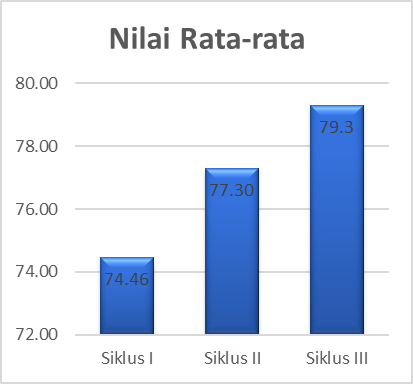 Nilai Rata-rata
80.00
78.00
76.00
74.00
72.00
74.46
77.30
79.3
Siklus I
Siklus II
Siklus III